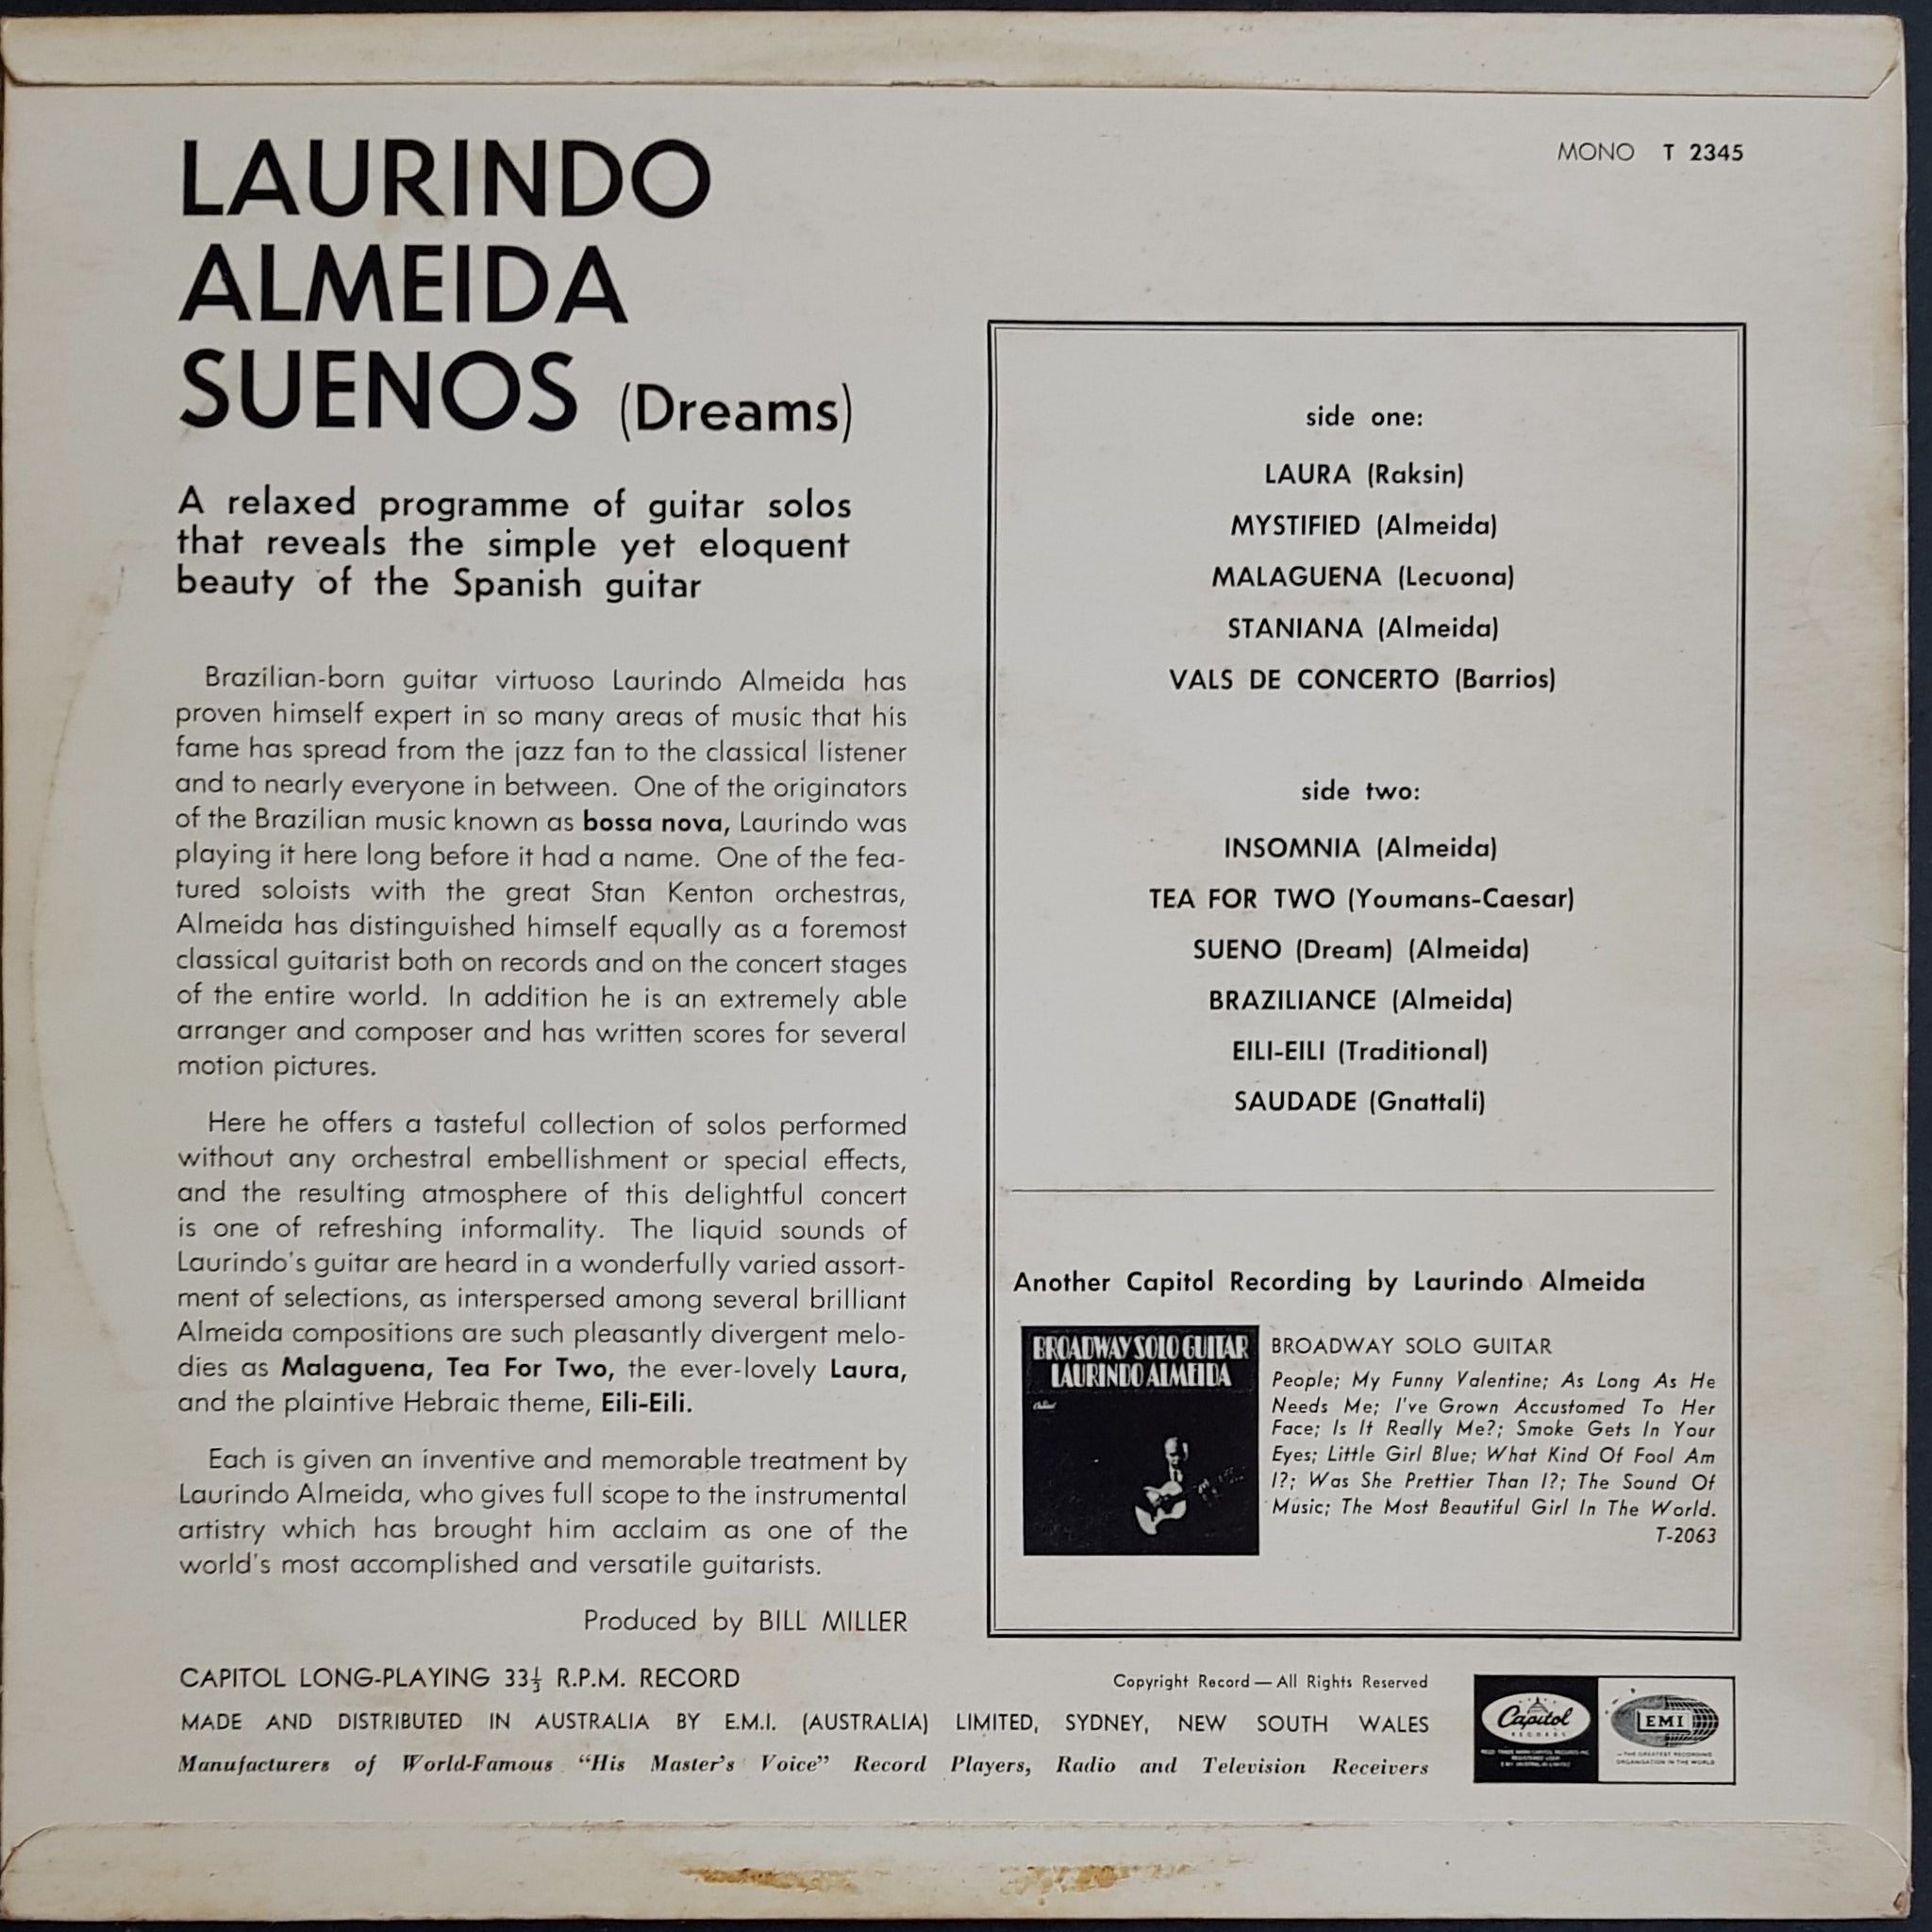 LAURINDO
ALMEIDA
SUENOS (Dreams)
A relaxed programme of guitar solos
that reveals the simple yet eloquent
beauty of the Spanish guitar
Brazilian-born guitar virtuoso Laurindo Almeida has
proven himself expert in so many areas of music that his
fame has spread from the jazz fan to the classical listener
and to nearly everyone in between. One of the originators
of the Brazilian music known as bossa nova, Laurindo was
playing it here long before it had a name. One of the fea-
tured soloists with the great Stan Kenton orchestras,
Almeida has distinguished himself equally as a foremost
classical guitarist both on records and on the concert stages
of the entire world. In addition he is an extremely able
arranger and composer and has written scores for several
motion pictures.
Here he offers a tasteful collection of solos performed
without any orchestral embellishment or special effects,
and the resulting atmosphere of this delightful concert
is one of refreshing informality. The liquid sounds of
Laurindo's guitar are heard in a wonderfully varied assort-
ment of selections, as interspersed among several brilliant
Almeida compositions are such pleasantly divergent melo-
dies as Malaguena, Tea For Two, the ever-lovely Laura,
and the plaintive Hebraic theme, Eili-Eili.
Each is given an inventive and memorable treatment by
Laurindo Almeida, who gives full scope to the instrumental
artistry which has brought him acclaim as one of the
world's most accomplished and versatile guitarists.
Produced by BILL MILLER
MONO T 2345
side one:
LAURA (Raksin)
MYSTIFIED (Almeida)
MALAGUENA (Lecuona)
STANIANA (Almeida)
VALS DE CONCERTO (Barrios)
side two:
INSOMNIA (Almeida)
TEA FOR TWO (Youmans-Caesar)
SUENO (Dream) (Almeida)
BRAZILIANCE (Almeida)
EILI-EILI (Traditional)
SAUDADE (Gnattali)
Another Capitol Recording by Laurindo Almeida
BROADWAY SOLO GUITAR
LAURINDO ALMEIDA
Capitol
BROADWAY SOLO GUITAR
People; My Funny Valentine; As Long As He
Needs Me; I've Grown Accustomed To Her
Face; Is It Really Me?; Smoke Gets In Your
Eyes; Little Girl Blue; What Kind Of Fool Am
I?; Was She Prettier Than I?; The Sound Of
Music; The Most Beautiful Girl In The World.
T-2063
CAPITOL LONG-PLAYING 33⅓ R.P.M. RECORD
Copyright Record — All Rights Reserved
MADE AND DISTRIBUTED IN AUSTRALIA BY E.M.I. (AUSTRALIA) LIMITED, SYDNEY, NEW SOUTH WALES
Manufacturers of World-Famous "His Master's Voice" Record Players, Radio and Television Receivers
Capitol
RECORDS
EMI
THE GREATEST RECORDING
ORGANISATION IN THE WORLD